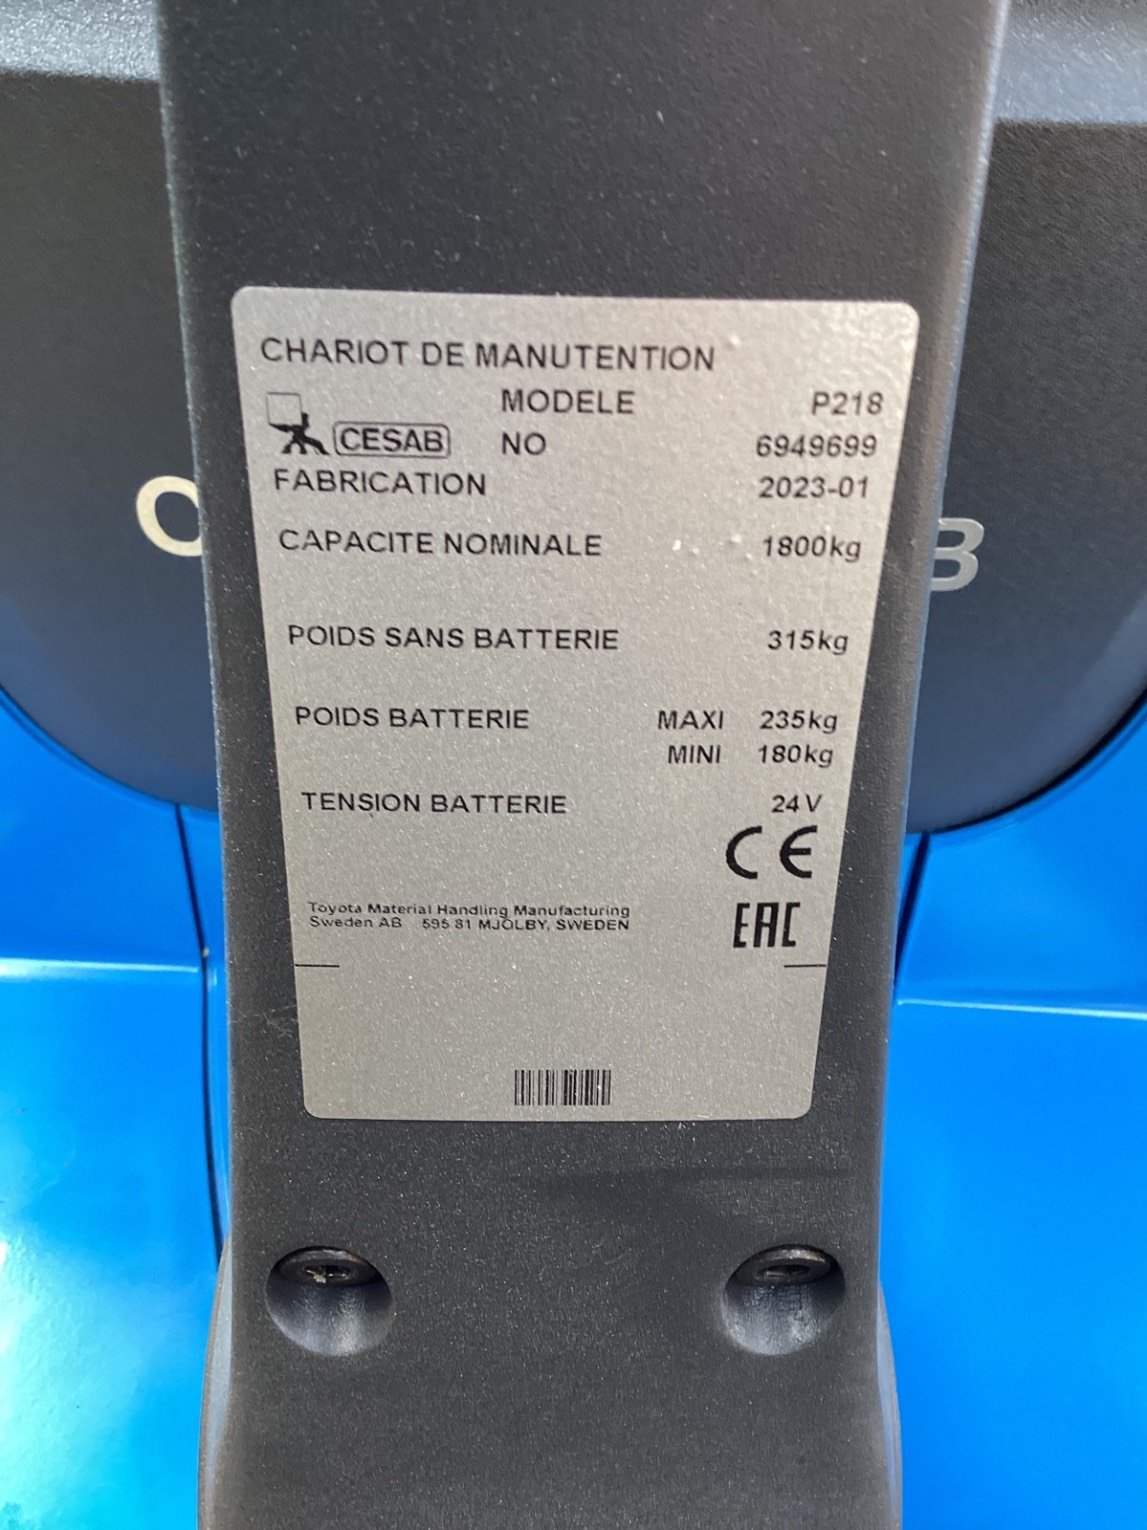 CHARIOT DE MANUTENTION
MODELE P218
CESAB NO 6949699
FABRICATION 2023-01
CAPACITE NOMINALE 1800kg
POIDS SANS BATTERIE 315kg
POIDS BATTERIE MAXI 235kg
MINI 180kg
TENSION BATTERIE 24V
CE
Toyota Material Handling Manufacturing
Sweden AB 595 81 MJÖLBY, SWEDEN
EAC
B